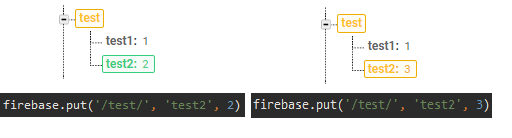 test
test1: 1
test2: 2
firebase.put('/test/', 'test2', 2)
test
test1: 1
test2: 3
firebase.put('/test/', 'test2', 3)